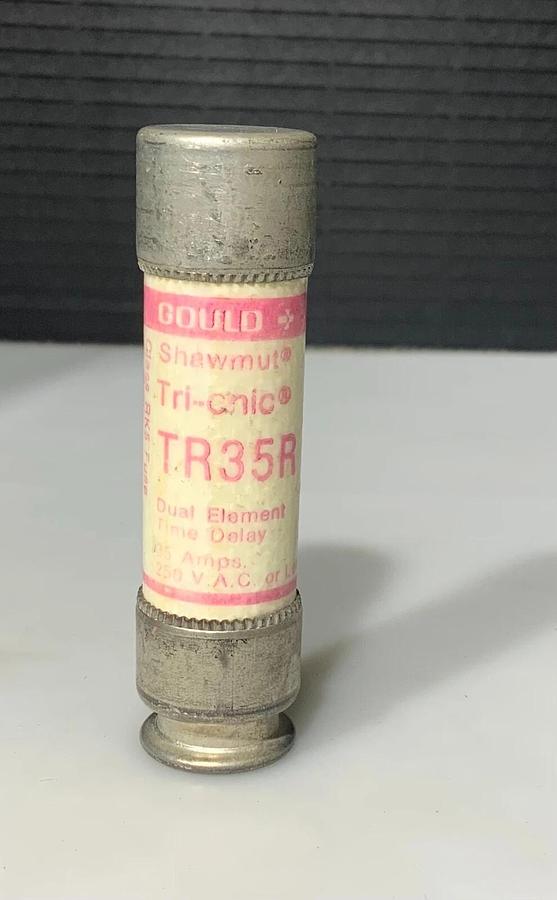 GOULD
Shawmut®
Tri-onic®
TR35R
Dual Element
Time Delay
35 Amps.
250 V.A.C. or
Class RK5 Fuse